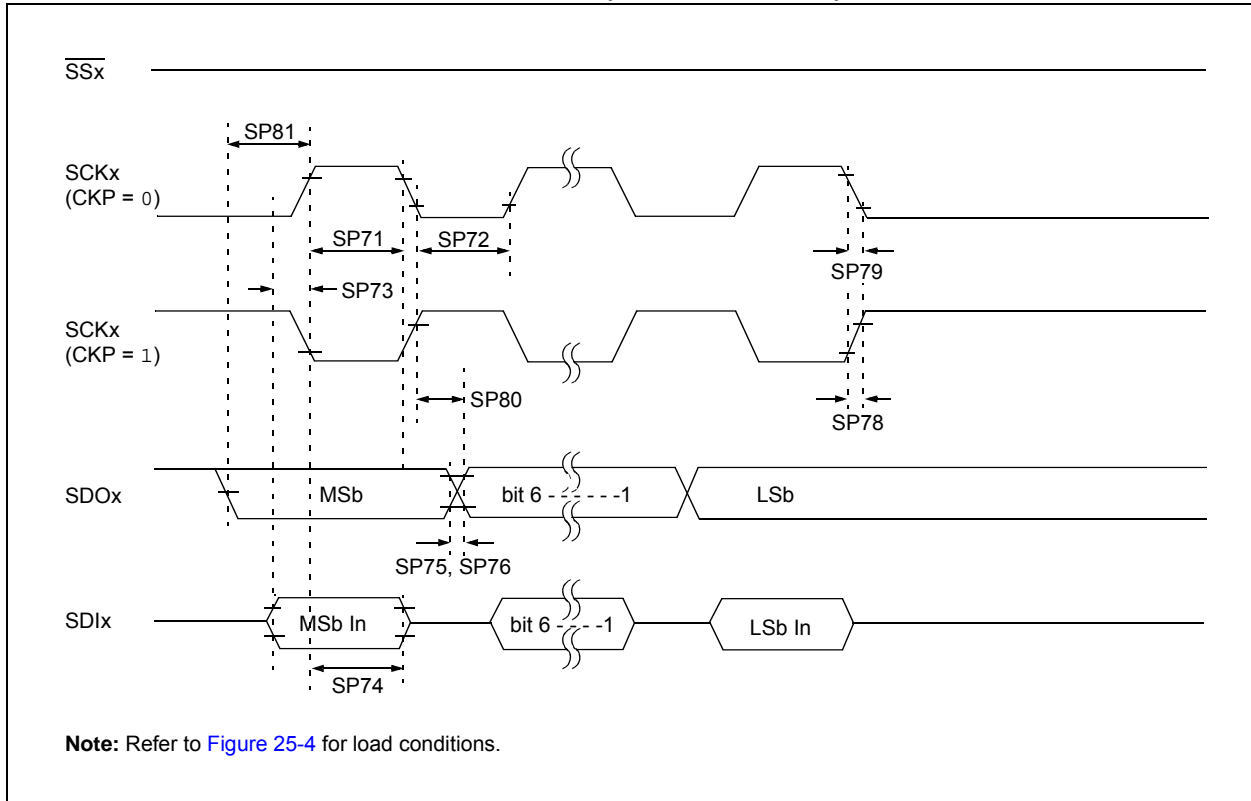 SSx
SP81
SCKx
(CKP = 0)
SP71
SP72
SP79
SP73
SCKx
(CKP = 1)
SP80
SP78
SDOx
MSb
bit 6 - - - - - -1
LSb
SP75, SP76
SDIx
MSb In
bit 6 - - - -1
LSb In
SP74
Note: Refer to Figure 25-4 for load conditions.